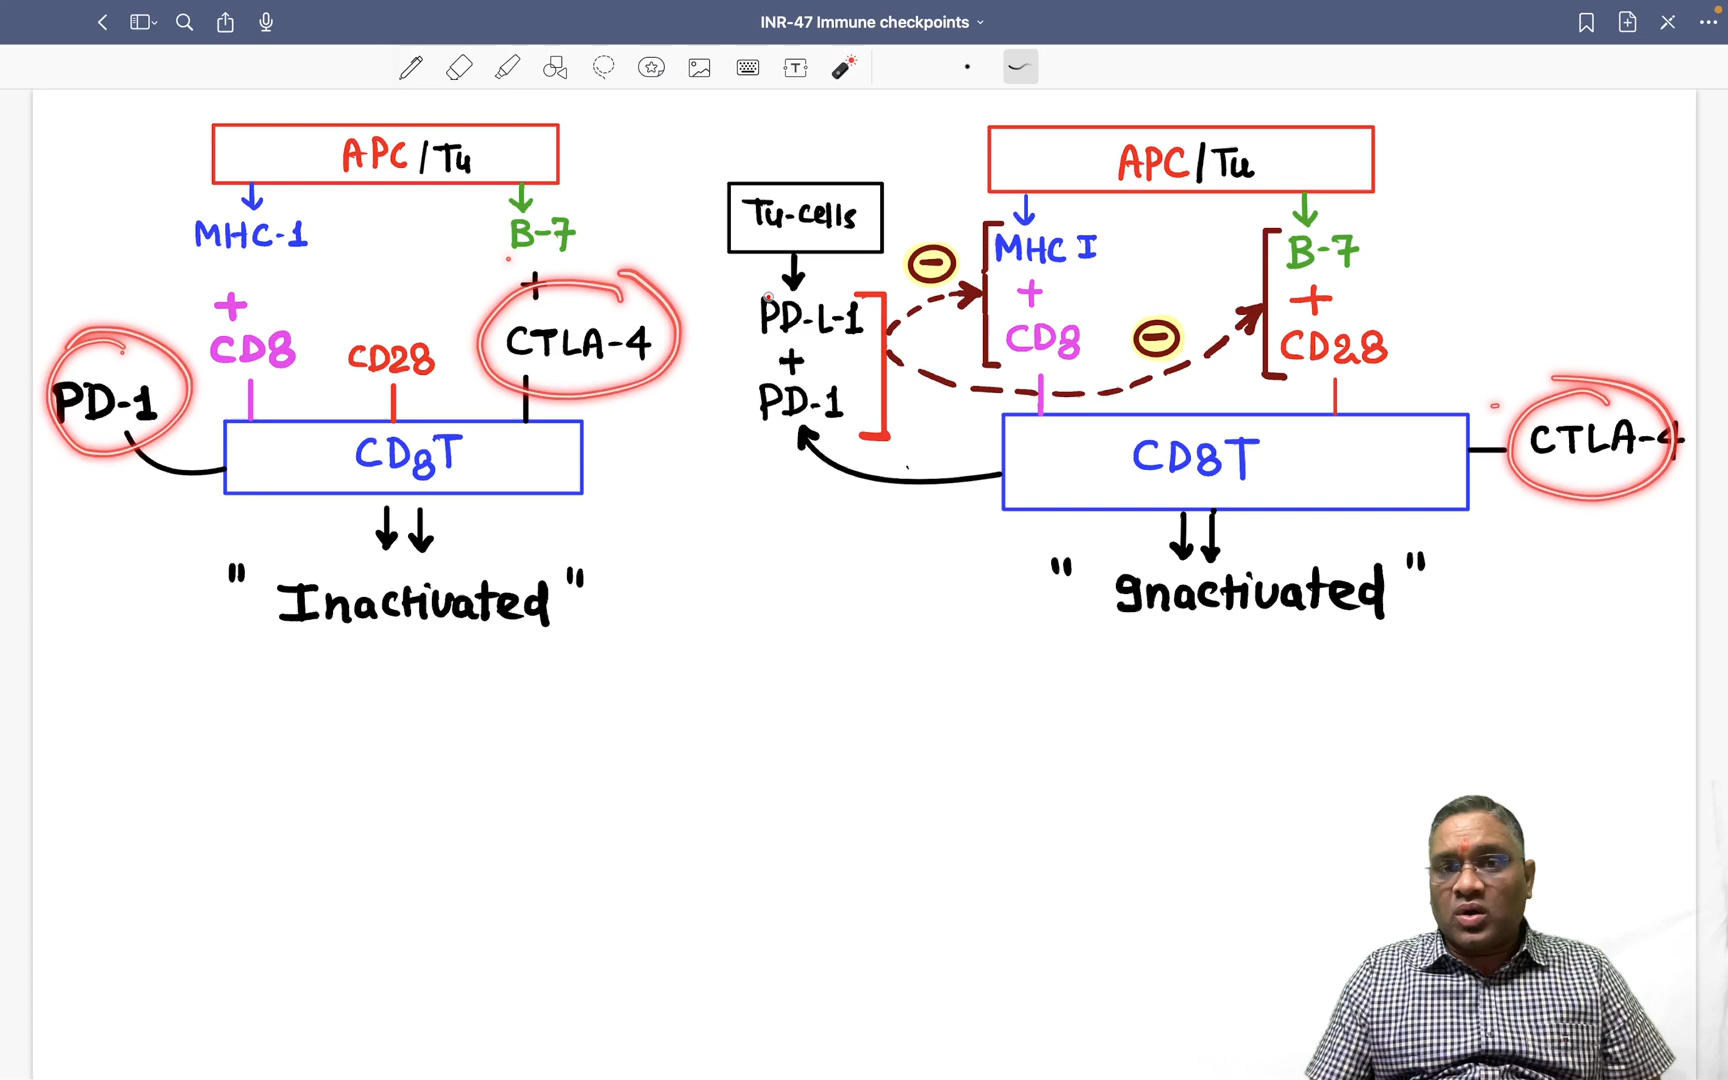 INR-47 Immune checkpoints
APC/Tu
MHC-1
B-7
+
+
CD8
CD28
CTLA-4
PD-1
CD8T
" Inactivated "
Tu-cells
PD-L-1
+
PD-1
APC/Tu
MHC I
B-7
+
+
CD8
CD28
CD8T
CTLA-4
" Inactivated "